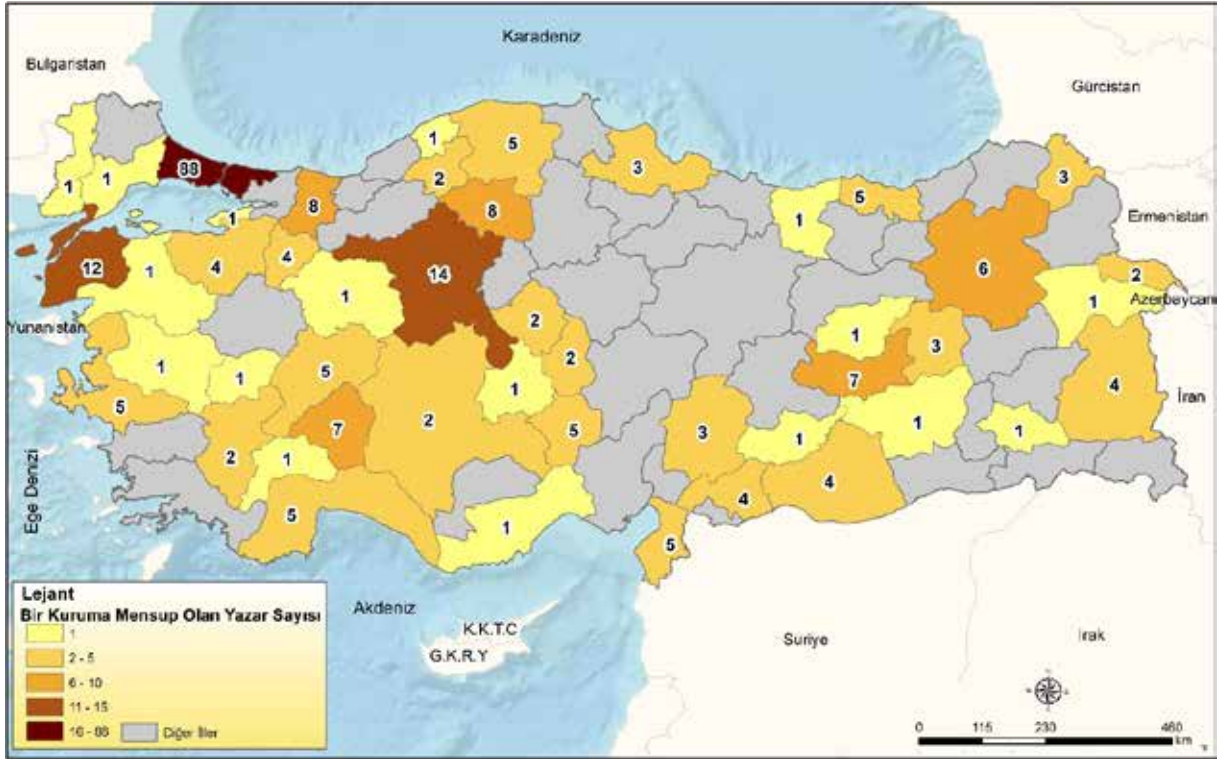 Karadeniz
Bulgaristan
Gürcistan
1
5
88
1
1
2
3
3
1
5
8
8
Ermenistan
1
12
1
4
4
14
6
2
1
Azerbaycan
Yunanistan
1
2
1
3
1
1
5
2
7
1
4
İran
5
7
2
5
3
1
1
1
2
1
4
4
5
1
5
Ege Denizi
Akdeniz
K.K.T.C
G.K.R.Y
Suriye
Irak
Lejant
Bir Kuruma Mensup Olan Yazar Sayısı
1
2 - 5
6 - 10
11 - 15
16 - 88
Diğer İller
0 115 230 460
km